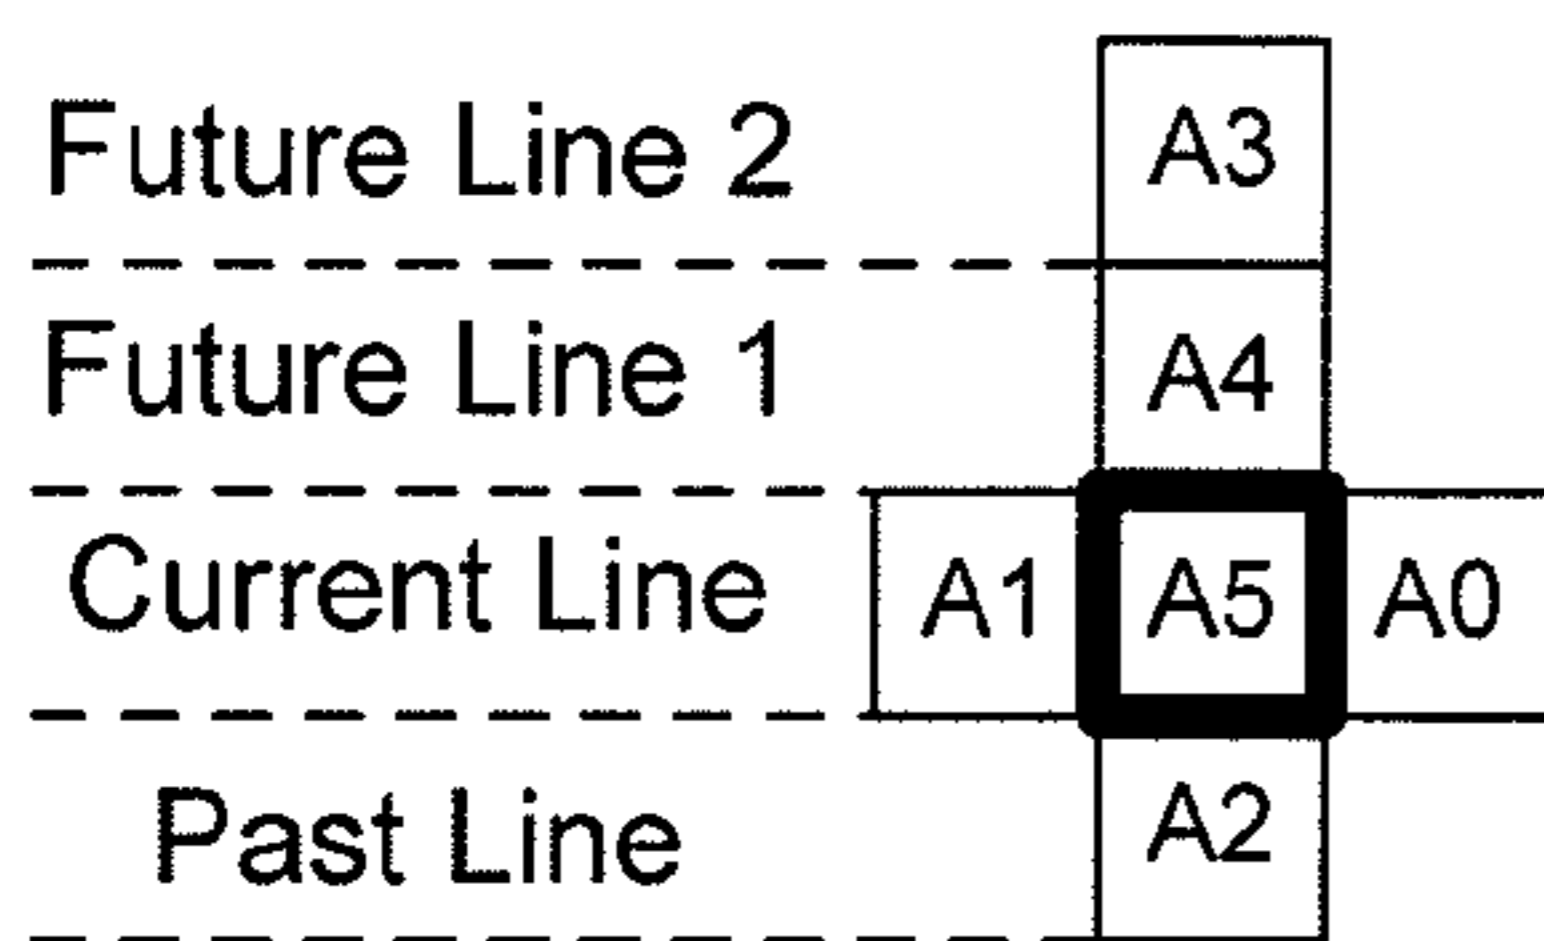 Future Line 2 A3
Future Line 1 A4
Current Line A1 A5 A0
Past Line A2